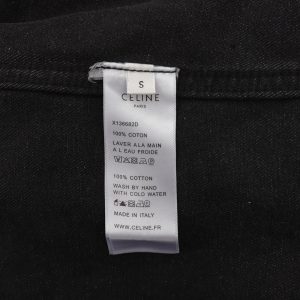 S
CELINE
PARIS
X136682D
100% COTON
LAVER A LA MAIN
A L'EAU FROIDE
100% COTTON
WASH BY HAND
WITH COLD WATER
MADE IN ITALY
WWW.CELINE.FR